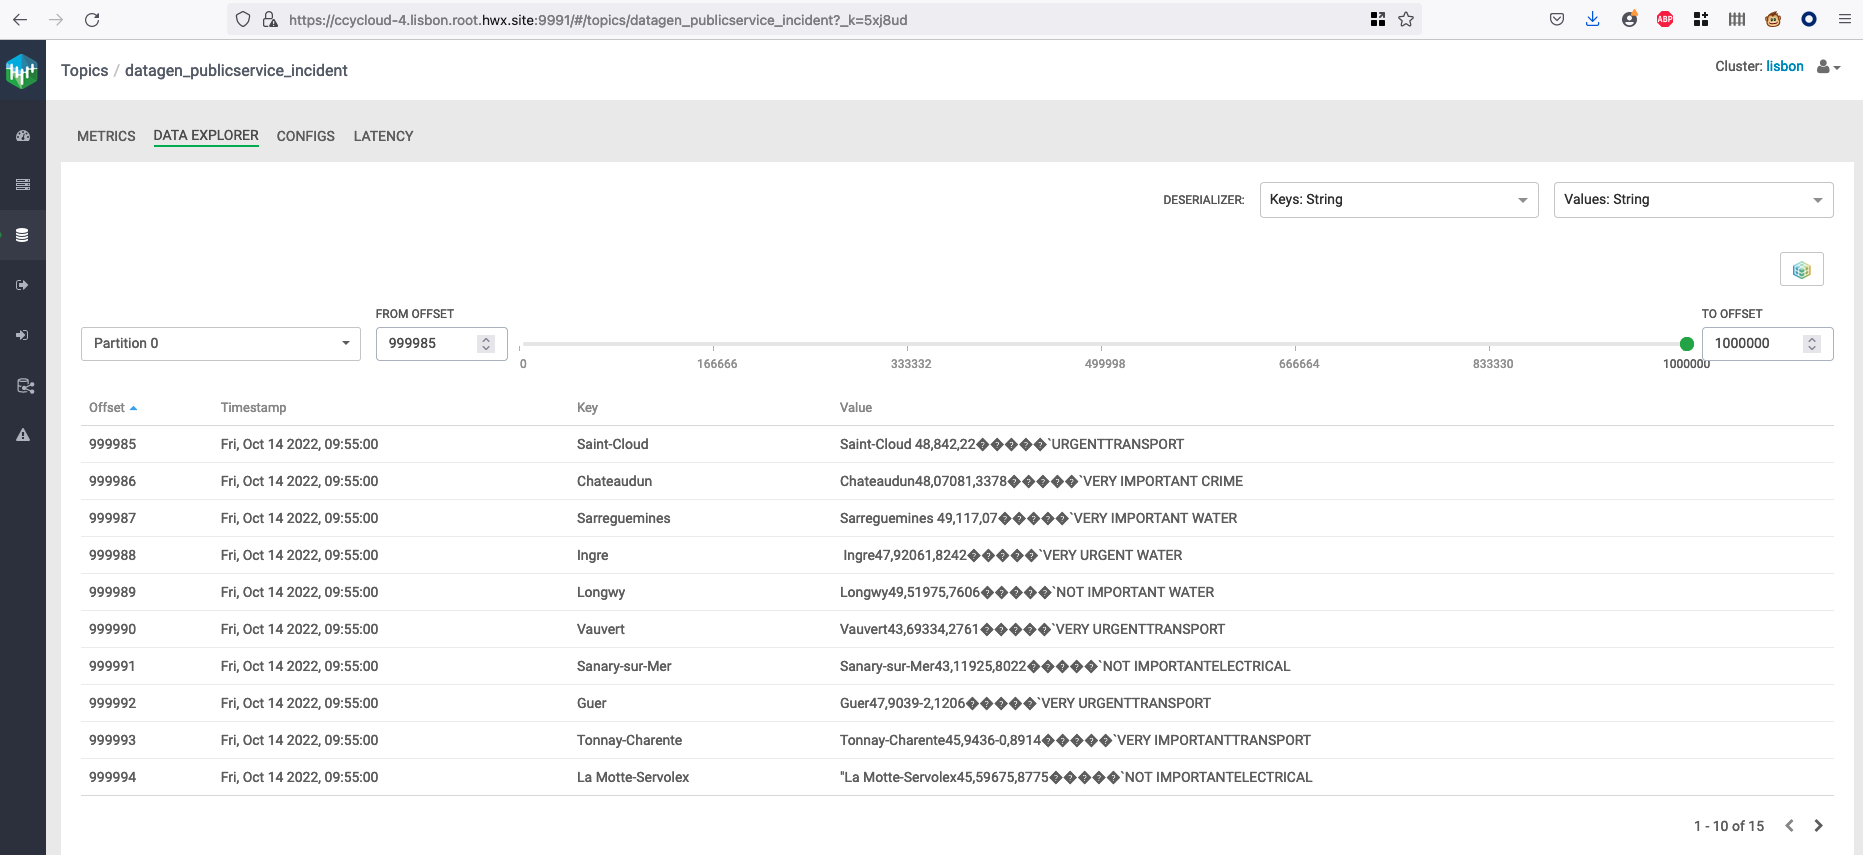 https://ccycloud-4.lisbon.root.hwx.site:9991/#/topics/datagen_publicservice_incident?_k=5xj8ud
ABP
Topics / datagen_publicservice_incident
Cluster: lisbon
METRICS DATA EXPLORER CONFIGS LATENCY
DESERIALIZER: Keys: String Values: String
FROM OFFSET TO OFFSET
Partition 0 999985 1000000
0 166666 333332 499998 666664 833330 1000000
Offset Timestamp Key Value
999985 Fri, Oct 14 2022, 09:55:00 Saint-Cloud Saint-Cloud 48,842,22�����`URGENTTRANSPORT
999986 Fri, Oct 14 2022, 09:55:00 Chateaudun Chateaudun48,07081,3378�����`VERY IMPORTANT CRIME
999987 Fri, Oct 14 2022, 09:55:00 Sarreguemines Sarreguemines 49,117,07�����`VERY IMPORTANT WATER
999988 Fri, Oct 14 2022, 09:55:00 Ingre Ingre47,92061,8242�����`VERY URGENT WATER
999989 Fri, Oct 14 2022, 09:55:00 Longwy Longwy49,51975,7606�����`NOT IMPORTANT WATER
999990 Fri, Oct 14 2022, 09:55:00 Vauvert Vauvert43,69334,2761�����`VERY URGENTTRANSPORT
999991 Fri, Oct 14 2022, 09:55:00 Sanary-sur-Mer Sanary-sur-Mer43,11925,8022�����`NOT IMPORTANTELECTRICAL
999992 Fri, Oct 14 2022, 09:55:00 Guer Guer47,9039-2,1206�����`VERY URGENTTRANSPORT
999993 Fri, Oct 14 2022, 09:55:00 Tonnay-Charente Tonnay-Charente45,9436-0,8914�����`VERY IMPORTANTTRANSPORT
999994 Fri, Oct 14 2022, 09:55:00 La Motte-Servolex "La Motte-Servolex45,59675,8775�����`NOT IMPORTANTELECTRICAL
1 - 10 of 15